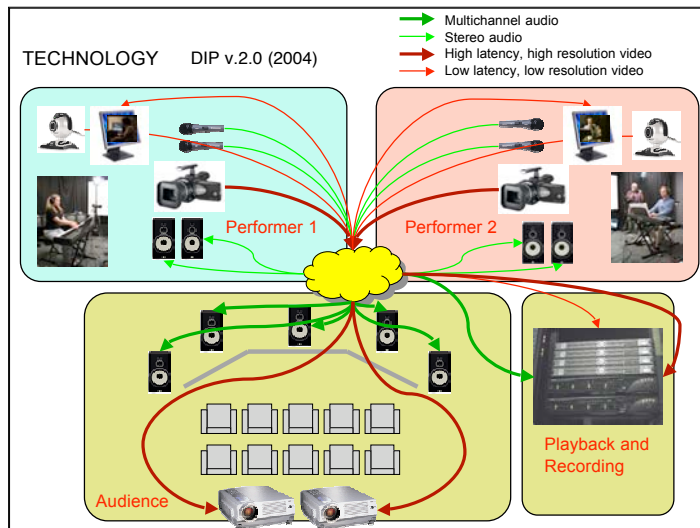 Multichannel audio
Stereo audio
High latency, high resolution video
Low latency, low resolution video
TECHNOLOGY DIP v.2.0 (2004)
Performer 1
Performer 2
Playback and
Recording
Audience